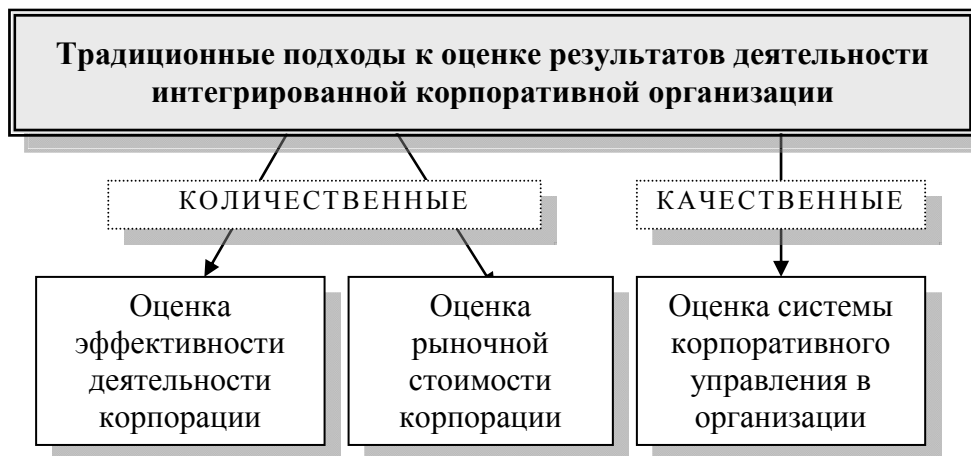 Традиционные подходы к оценке результатов деятельности
интегрированной корпоративной организации
КОЛИЧЕСТВЕННЫЕ
КАЧЕСТВЕННЫЕ
Оценка
эффективности
деятельности
корпорации
Оценка
рыночной
стоимости
корпорации
Оценка системы
корпоративного
управления в
организации